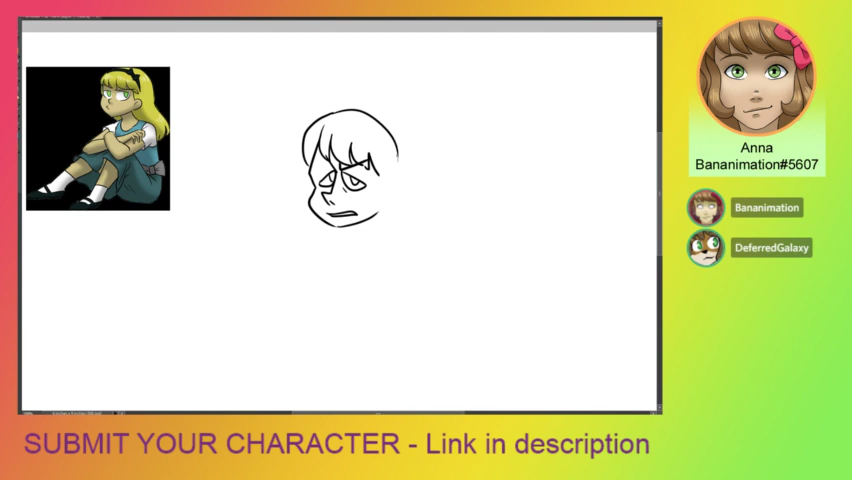 Anna
Bananimation#5607
Bananimation
DeferredGalaxy
SUBMIT YOUR CHARACTER - Link in description